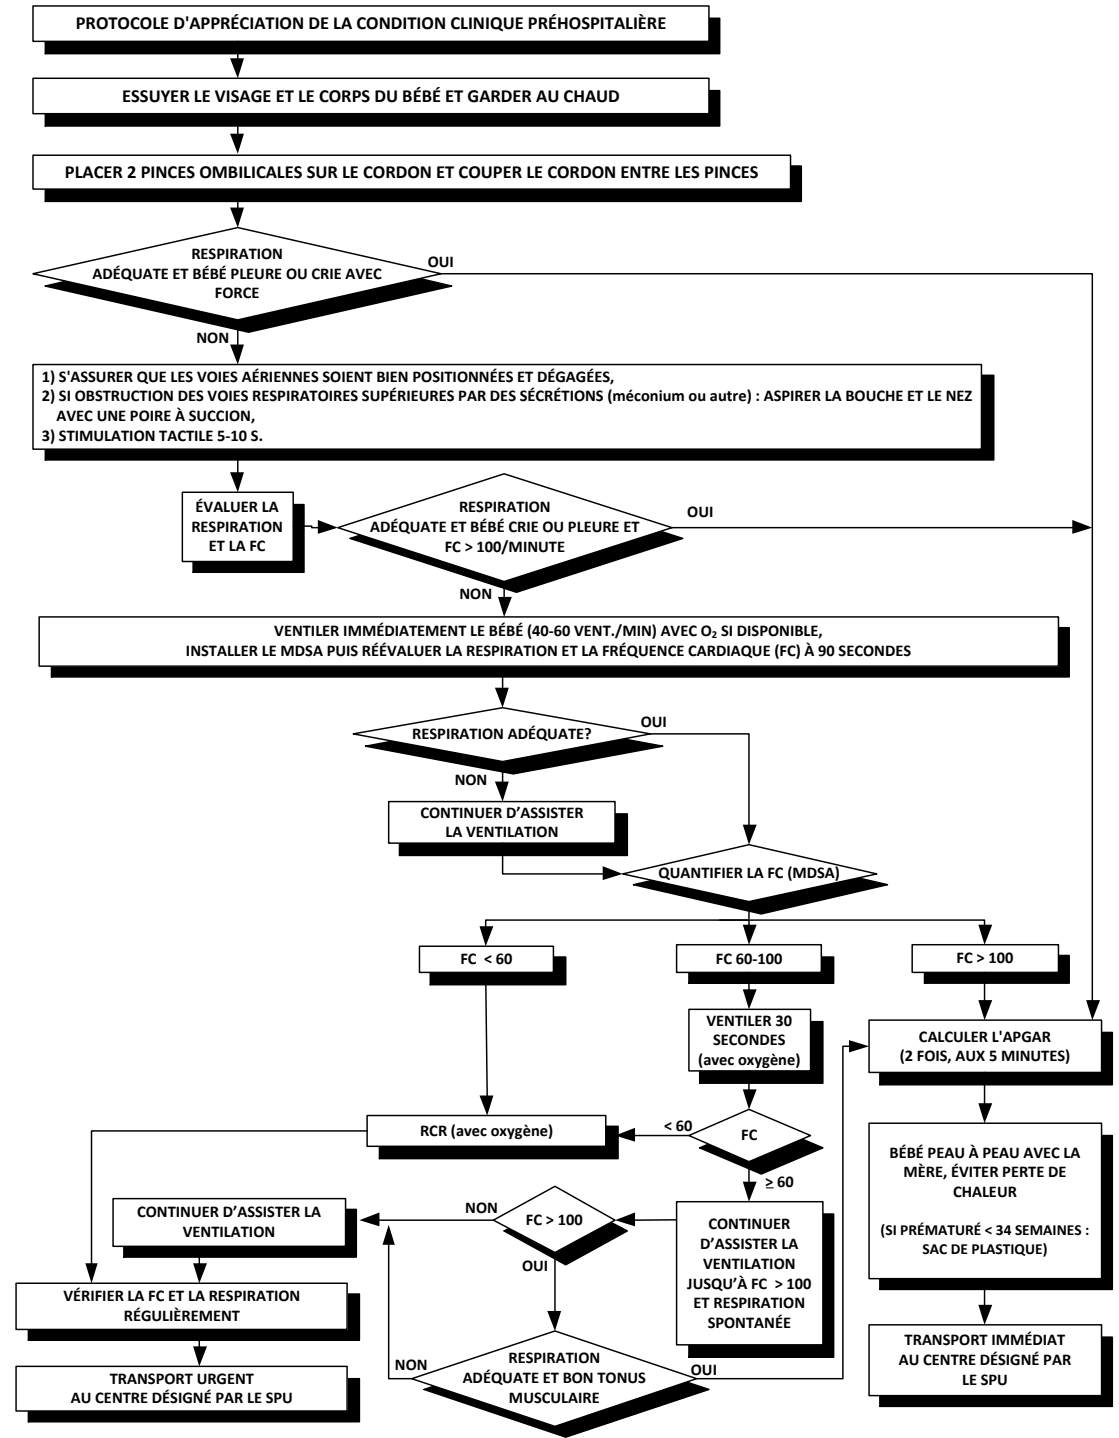 PROTOCOLE D'APPRÉCIATION DE LA CONDITION CLINIQUE PRÉHOSPITALIÈRE
ESSUYER LE VISAGE ET LE CORPS DU BÉBÉ ET GARDER AU CHAUD
PLACER 2 PINCES OMBILICALES SUR LE CORDON ET COUPER LE CORDON ENTRE LES PINCES
RESPIRATION
ADÉQUATE ET BÉBÉ PLEURE OU CRIE AVEC
FORCE
OUI
NON
1) S'ASSURER QUE LES VOIES AÉRIENNES SOIENT BIEN POSITIONNÉES ET DÉGAGÉES,
2) SI OBSTRUCTION DES VOIES RESPIRATOIRES SUPÉRIEURES PAR DES SÉCRÉTIONS (méconium ou autre) : ASPIRER LA BOUCHE ET LE NEZ
AVEC UNE POIRE À SUCCION,
3) STIMULATION TACTILE 5-10 S.
ÉVALUER LA
RESPIRATION
ET LA FC
RESPIRATION
ADÉQUATE ET BÉBÉ CRIE OU PLEURE ET
FC > 100/MINUTE
OUI
NON
VENTILER IMMÉDIATEMENT LE BÉBÉ (40-60 VENT./MIN) AVEC O₂ SI DISPONIBLE,
INSTALLER LE MDSA PUIS RÉÉVALUER LA RESPIRATION ET LA FRÉQUENCE CARDIAQUE (FC) À 90 SECONDES
RESPIRATION ADÉQUATE?
OUI
NON
CONTINUER D’ASSISTER
LA VENTILATION
QUANTIFIER LA FC (MDSA)
FC < 60
FC 60-100
FC > 100
VENTILER 30
SECONDES
(avec oxygène)
CALCULER L'APGAR
(2 FOIS, AUX 5 MINUTES)
RCR (avec oxygène)
< 60
FC
≥ 60
BÉBÉ PEAU À PEAU AVEC LA
MÈRE, ÉVITER PERTE DE
CHALEUR
(SI PRÉMATURÉ < 34 SEMAINES :
SAC DE PLASTIQUE)
CONTINUER D’ASSISTER LA
VENTILATION
NON
FC > 100
OUI
CONTINUER
D’ASSISTER LA
VENTILATION
JUSQU’À FC > 100
ET RESPIRATION
SPONTANÉE
VÉRIFIER LA FC ET LA RESPIRATION
RÉGULIÈREMENT
TRANSPORT URGENT
AU CENTRE DÉSIGNÉ PAR LE SPU
NON
RESPIRATION
ADÉQUATE ET BON TONUS
MUSCULAIRE
OUI
TRANSPORT IMMÉDIAT
AU CENTRE DÉSIGNÉ PAR
LE SPU